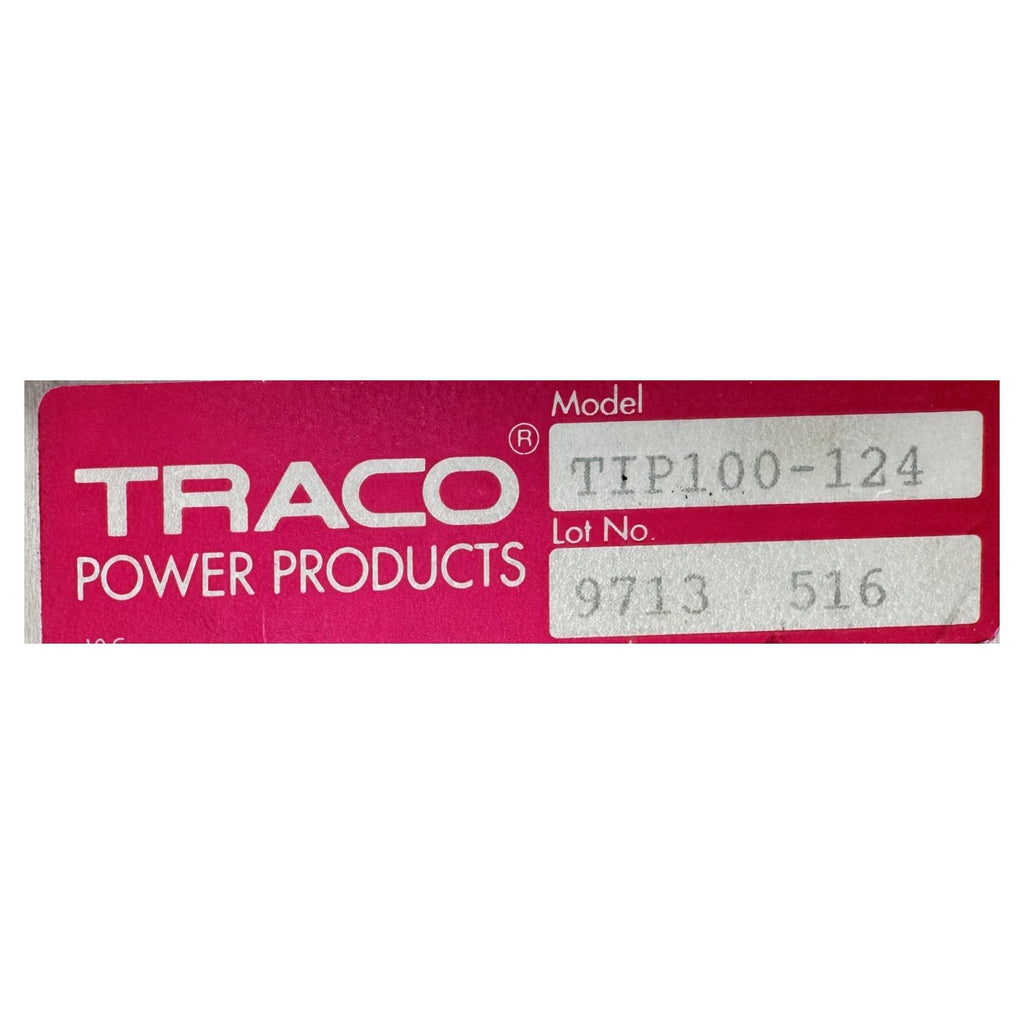 TRACO ®
POWER PRODUCTS
Model
TIP100-124
Lot No.
9713 516